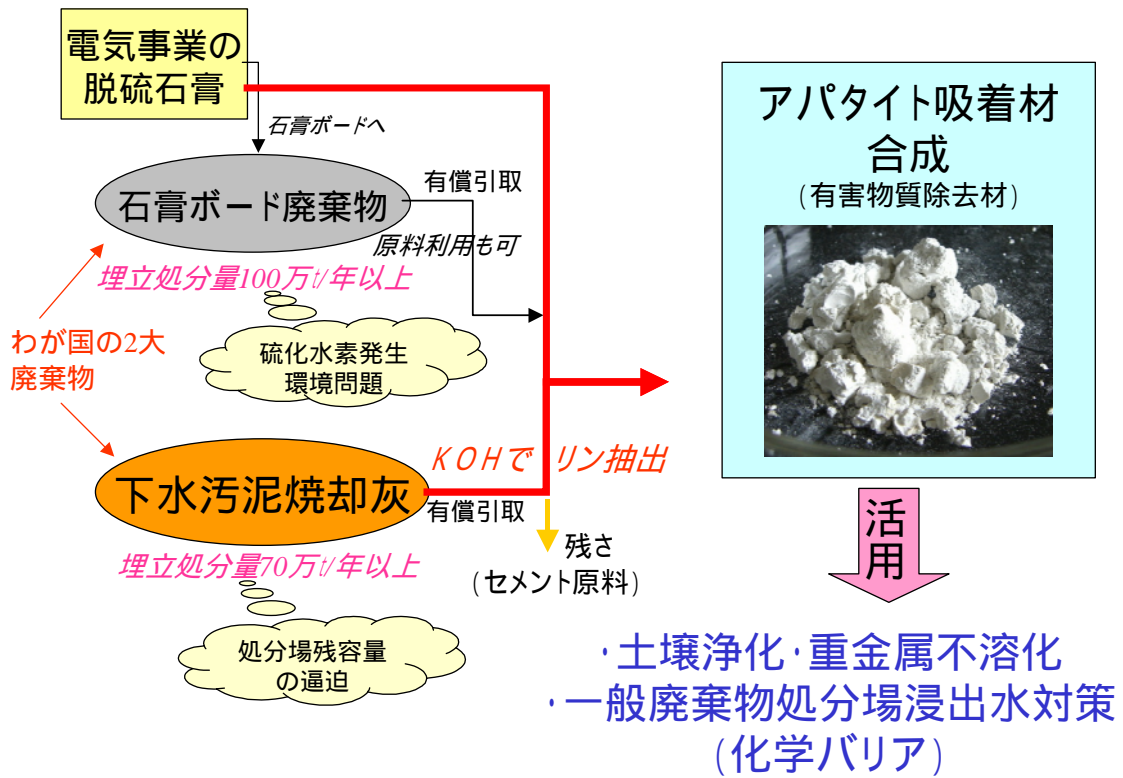 電気事業の
脱硫石膏
石膏ボードへ
石膏ボード廃棄物
有償引取
原料利用も可
埋立処分量100万t/年以上
硫化水素発生
環境問題
わが国の2大
廃棄物
KOHで リン抽出
下水汚泥焼却灰
有償引取
埋立処分量70万t/年以上
残さ
(セメント原料)
処分場残容量
の逼迫
アパタイト吸着材
合成
(有害物質除去材)
活
用
・土壌浄化・重金属不溶化
・一般廃棄物処分場浸出水対策
(化学バリア)